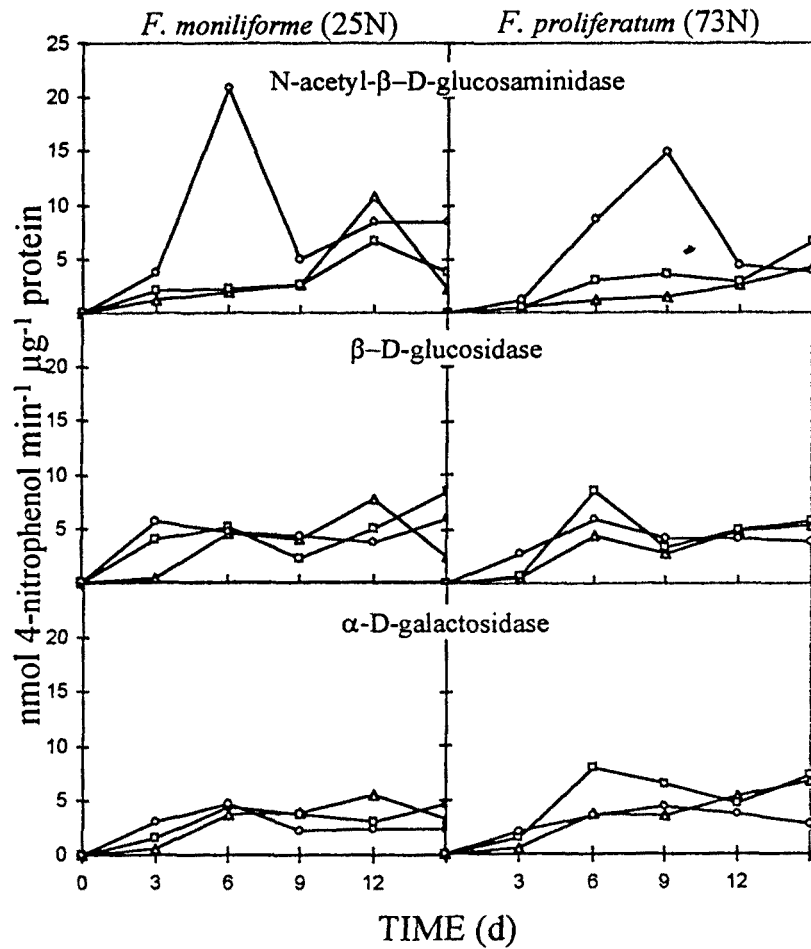 F. moniliforme (25N) F. proliferatum (73N)
25
N-acetyl-β–D-glucosaminidase
20
15
10
5
β–D-glucosidase
20
15
10
5
α-D-galactosidase
20
15
10
5
0
0 3 6 9 12 3 6 9 12 15
TIME (d)
nmol 4-nitrophenol min-1 µg-1 protein